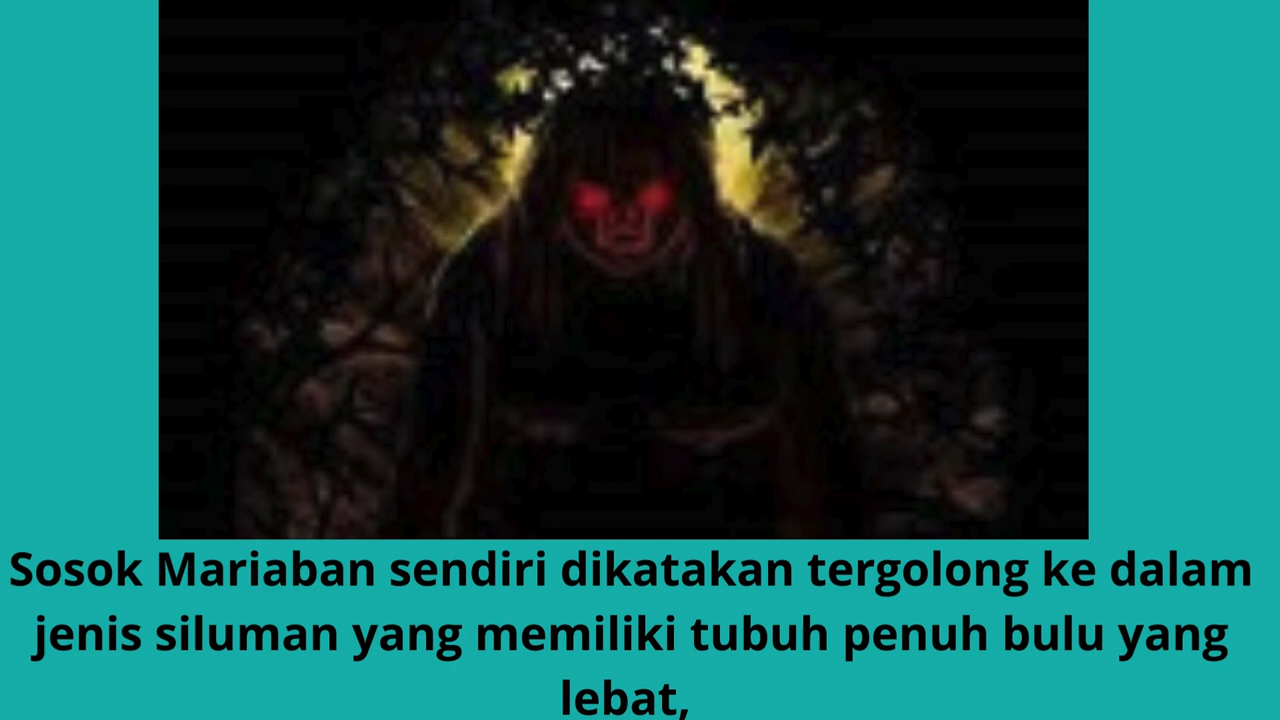 Sosok Mariaban sendiri dikatakan tergolong ke dalam
jenis siluman yang memiliki tubuh penuh bulu yang
lebat,